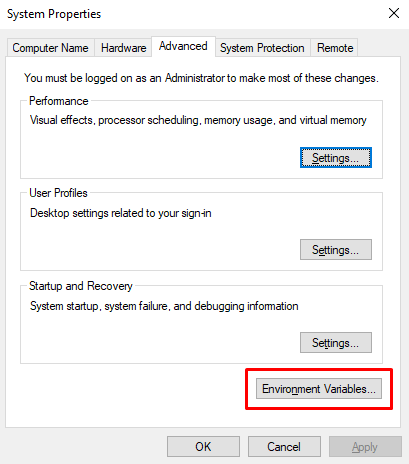 System Properties
Computer Name Hardware Advanced System Protection Remote
You must be logged on as an Administrator to make most of these changes.
Performance
Visual effects, processor scheduling, memory usage, and virtual memory
Settings...
User Profiles
Desktop settings related to your sign-in
Settings...
Startup and Recovery
System startup, system failure, and debugging information
Settings...
Environment Variables...
OK Cancel Apply